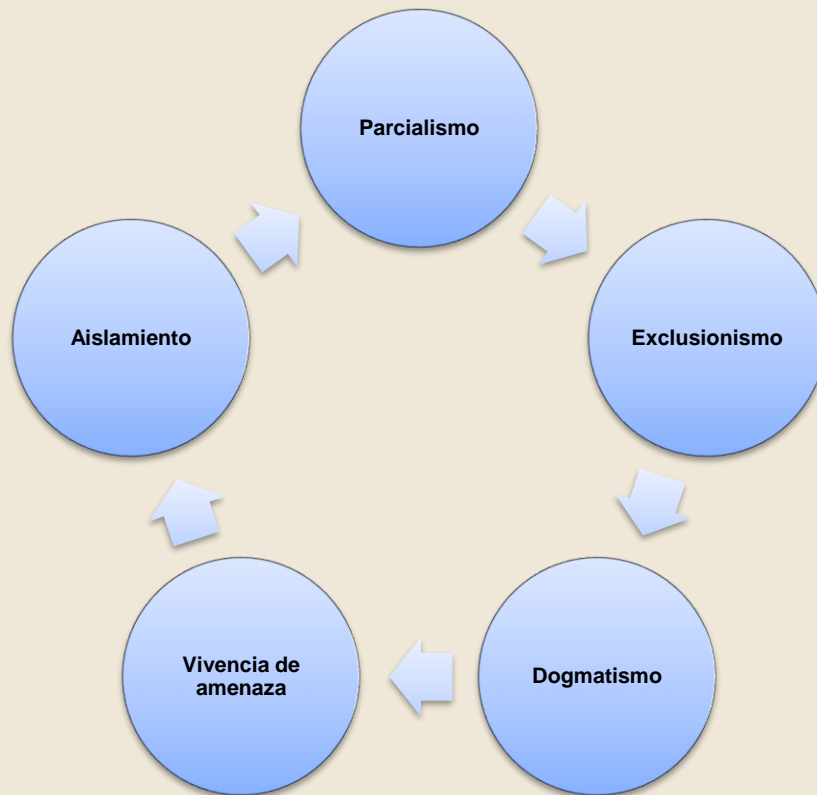 Parcialismo
Exclusionismo
Dogmatismo
Vivencia de
amenaza
Aislamiento